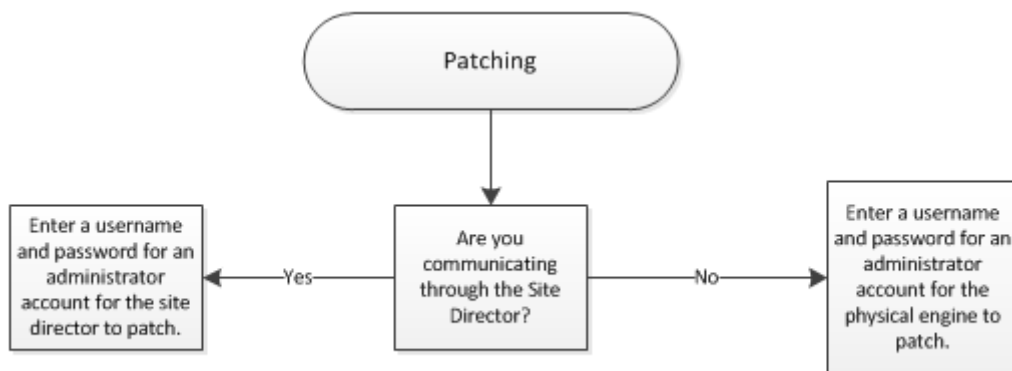 Patching
Enter a username
and password for an
administrator
account for the site
director to patch.
Yes
Are you
communicating
through the Site
Director?
No
Enter a username
and password for an
administrator
account for the
physical engine to
patch.